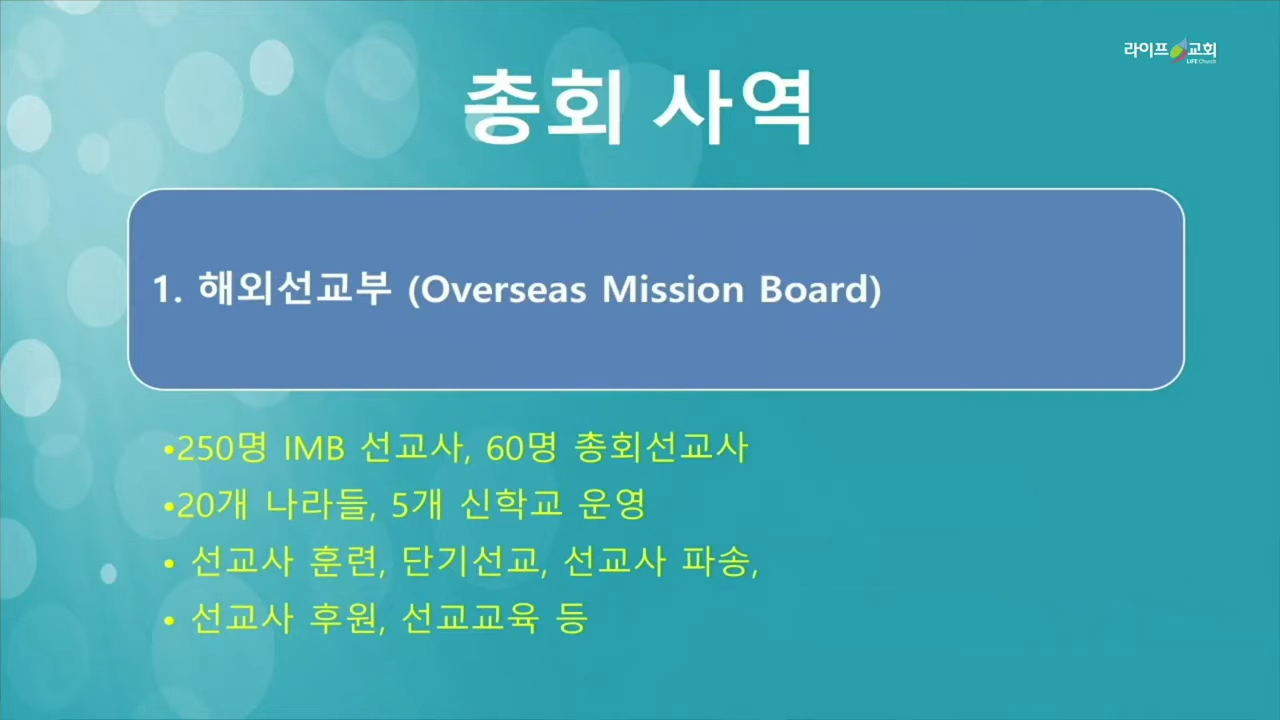 라이프교회
LIFE Church
총회 사역
1. 해외선교부 (Overseas Mission Board)
•250명 IMB 선교사, 60명 총회선교사
•20개 나라들, 5개 신학교 운영
• 선교사 훈련, 단기선교, 선교사 파송,
• 선교사 후원, 선교교육 등